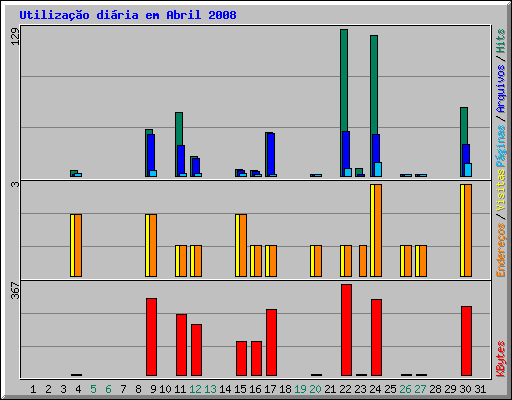 Utilização diária em Abril 2008
129
3
367
Endereços / Visitas Páginas / Arquivos / Hits
KBytes
1 2 3 4 5 6 7 8 9 10 11 12 13 14 15 16 17 18 19 20 21 22 23 24 25 26 27 28 29 30 31